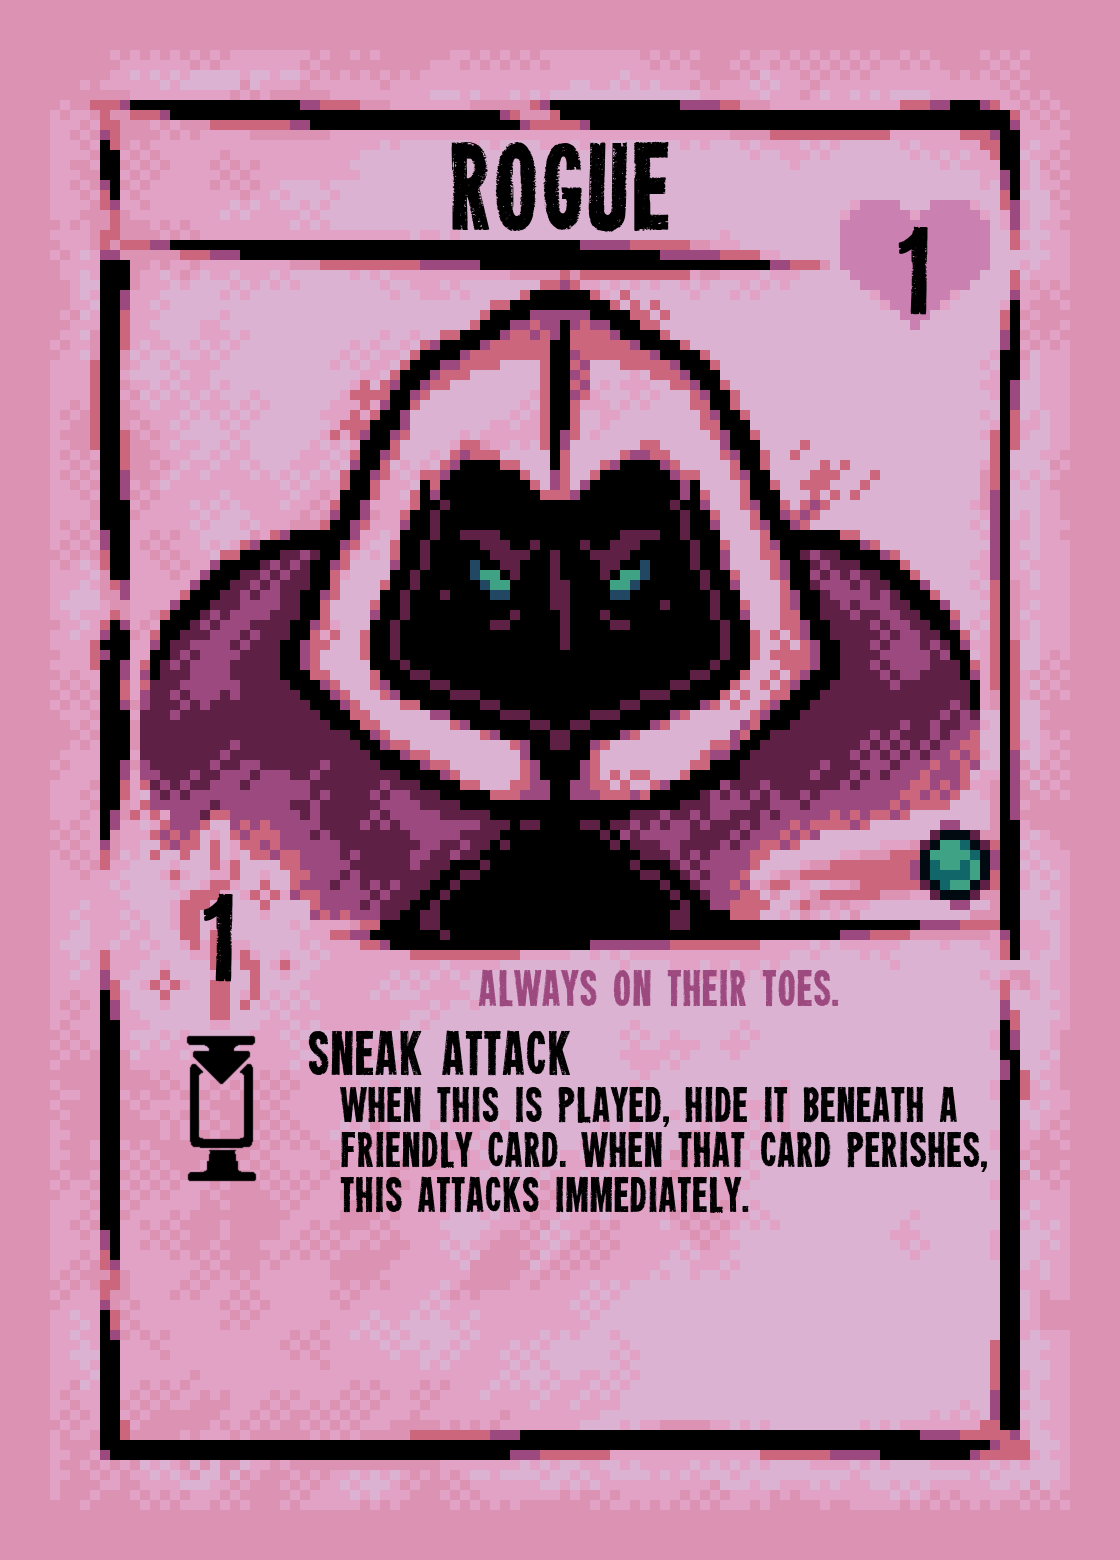 ROGUE
1
1
ALWAYS ON THEIR TOES.
SNEAK ATTACK
WHEN THIS IS PLAYED, HIDE IT BENEATH A
FRIENDLY CARD. WHEN THAT CARD PERISHES,
THIS ATTACKS IMMEDIATELY.